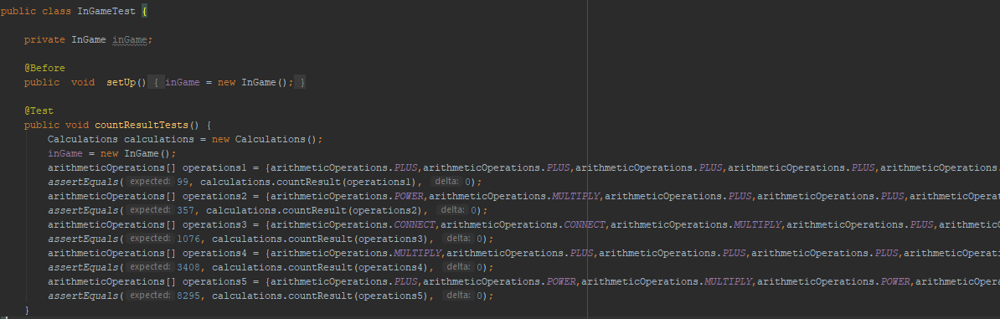 public class InGameTest {
private InGame inGame;
@Before
public void setUp() { inGame = new InGame(); }
@Test
public void countResultTests() {
Calculations calculations = new Calculations();
inGame = new InGame();
arithmeticOperations[] operations1 = {arithmeticOperations.PLUS,arithmeticOperations.PLUS,arithmeticOperations.PLUS,arithmeticOperations.PLUS,arithmeticOperations.
assertEquals( expected: 99, calculations.countResult(operations1), delta: 0);
arithmeticOperations[] operations2 = {arithmeticOperations.POWER,arithmeticOperations.MULTIPLY,arithmeticOperations.PLUS,arithmeticOperations.PLUS,arithmeticOperat
assertEquals( expected: 357, calculations.countResult(operations2), delta: 0);
arithmeticOperations[] operations3 = {arithmeticOperations.CONNECT,arithmeticOperations.CONNECT,arithmeticOperations.MULTIPLY,arithmeticOperations.PLUS,arithmeticO
assertEquals( expected: 1076, calculations.countResult(operations3), delta: 0);
arithmeticOperations[] operations4 = {arithmeticOperations.MULTIPLY,arithmeticOperations.PLUS,arithmeticOperations.PLUS,arithmeticOperations.PLUS,arithmeticOperati
assertEquals( expected: 3408, calculations.countResult(operations4), delta: 0);
arithmeticOperations[] operations5 = {arithmeticOperations.PLUS,arithmeticOperations.POWER,arithmeticOperations.MULTIPLY,arithmeticOperations.POWER,arithmeticOpera
assertEquals( expected: 8295, calculations.countResult(operations5), delta: 0);
}